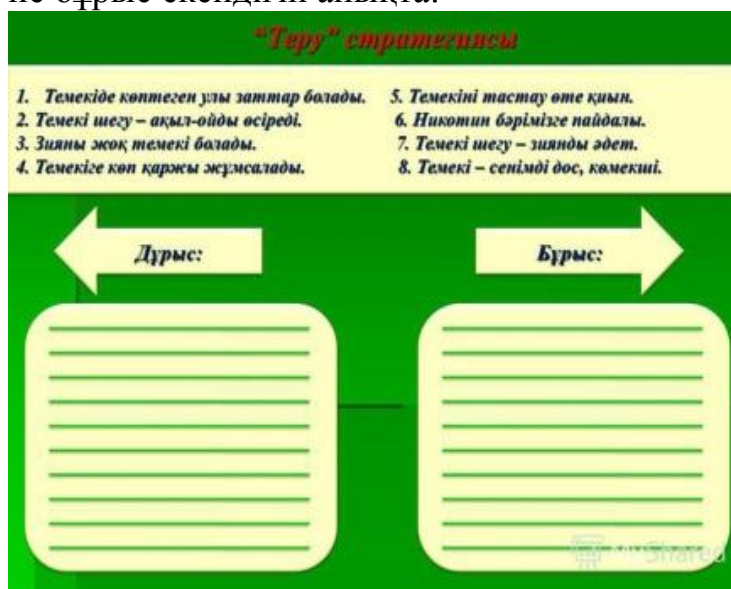 не бұрыс екендігін анықта.
"Теру" стратегиясы
1. Темекіде көптеген улы заттар болады.
2. Темекі шегу – ақыл-ойды өсіреді.
3. Зияны жоқ темекі болады.
4. Темекіге көп қаржы жұмсалады.
5. Темекіні тастау өте қиын.
6. Никотин бәрімізге пайдалы.
7. Темекі шегу – зиянды әдет.
8. Темекі – сенімді дос, көмекші.
Дұрыс:
Бұрыс:
MyShared